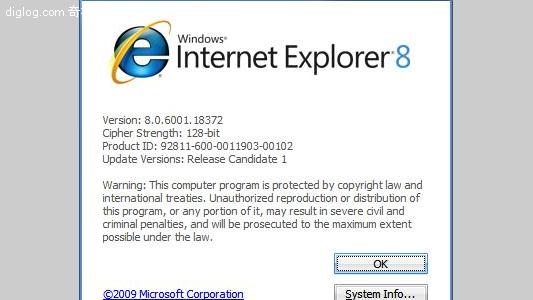 diglog.com 奇
Windows®
Internet Explorer 8
Version: 8.0.6001.18372
Cipher Strength: 128-bit
Product ID: 92811-600-0011903-00102
Update Versions: Release Candidate 1
Warning: This computer program is protected by copyright law and
international treaties. Unauthorized reproduction or distribution of
this program, or any portion of it, may result in severe civil and
criminal penalties, and will be prosecuted to the maximum extent
possible under the law.
OK
©2009 Microsoft Corporation
System Info...